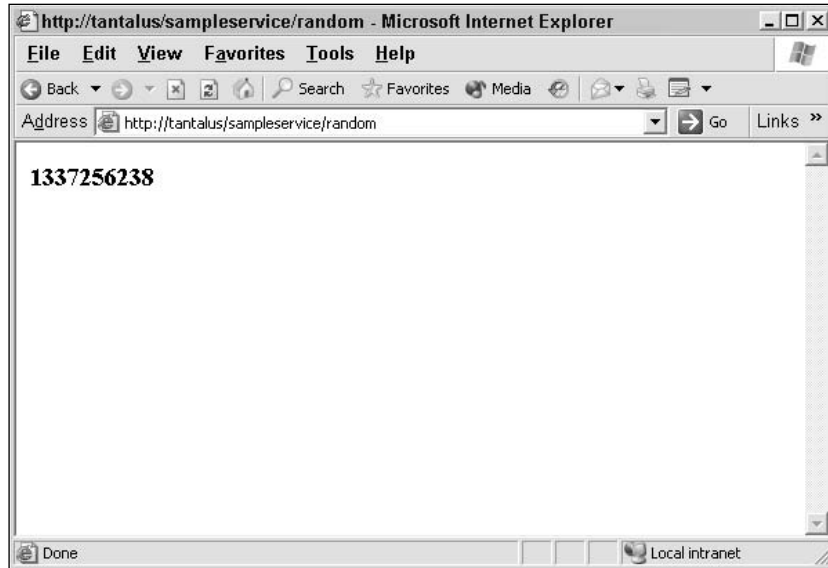 http://tantalus/sampleservice/random - Microsoft Internet Explorer
File Edit View Favorites Tools Help
Back Search Favorites Media
Address http://tantalus/sampleservice/random Go Links »
1337256238
Done Local intranet